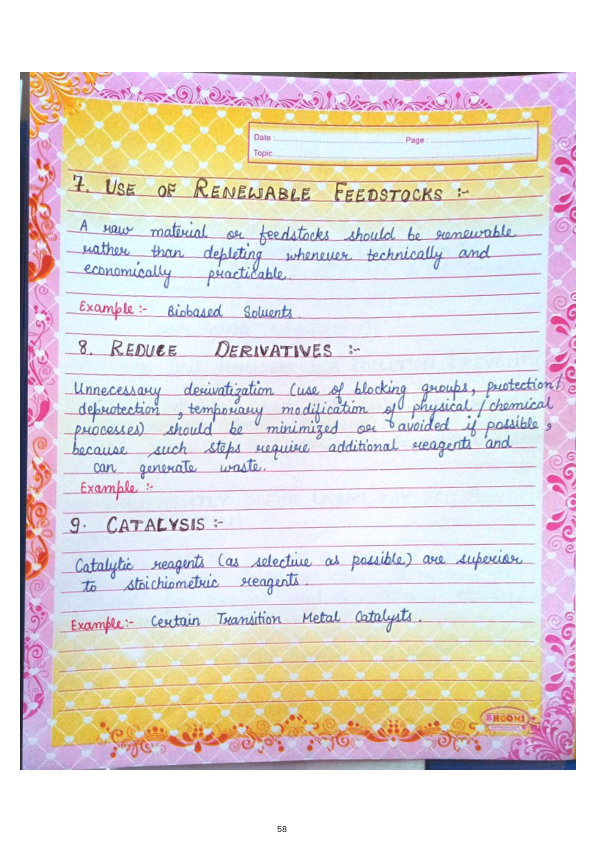 Date :
Page :
Topic
7. USE OF RENEWABLE FEEDSTOCKS :-
A raw material or feedstocks should be renewable
rather than depleting whenever technically and
economically practicable.
Example :- Biobased Solvents.
8. REDUCE DERIVATIVES :-
Unnecessary derivatization (use of blocking groups, protection/
deprotection, temporary modification of physical / chemical
processes) should be minimized or avoided if possible,
because such steps require additional reagents and
can generate waste.
Example :-
9. CATALYSIS :-
Catalytic reagents (as selective as possible) are superior
to stoichiometric reagents.
Example:- Certain Transition Metal Catalysts.
BHOOMI
58